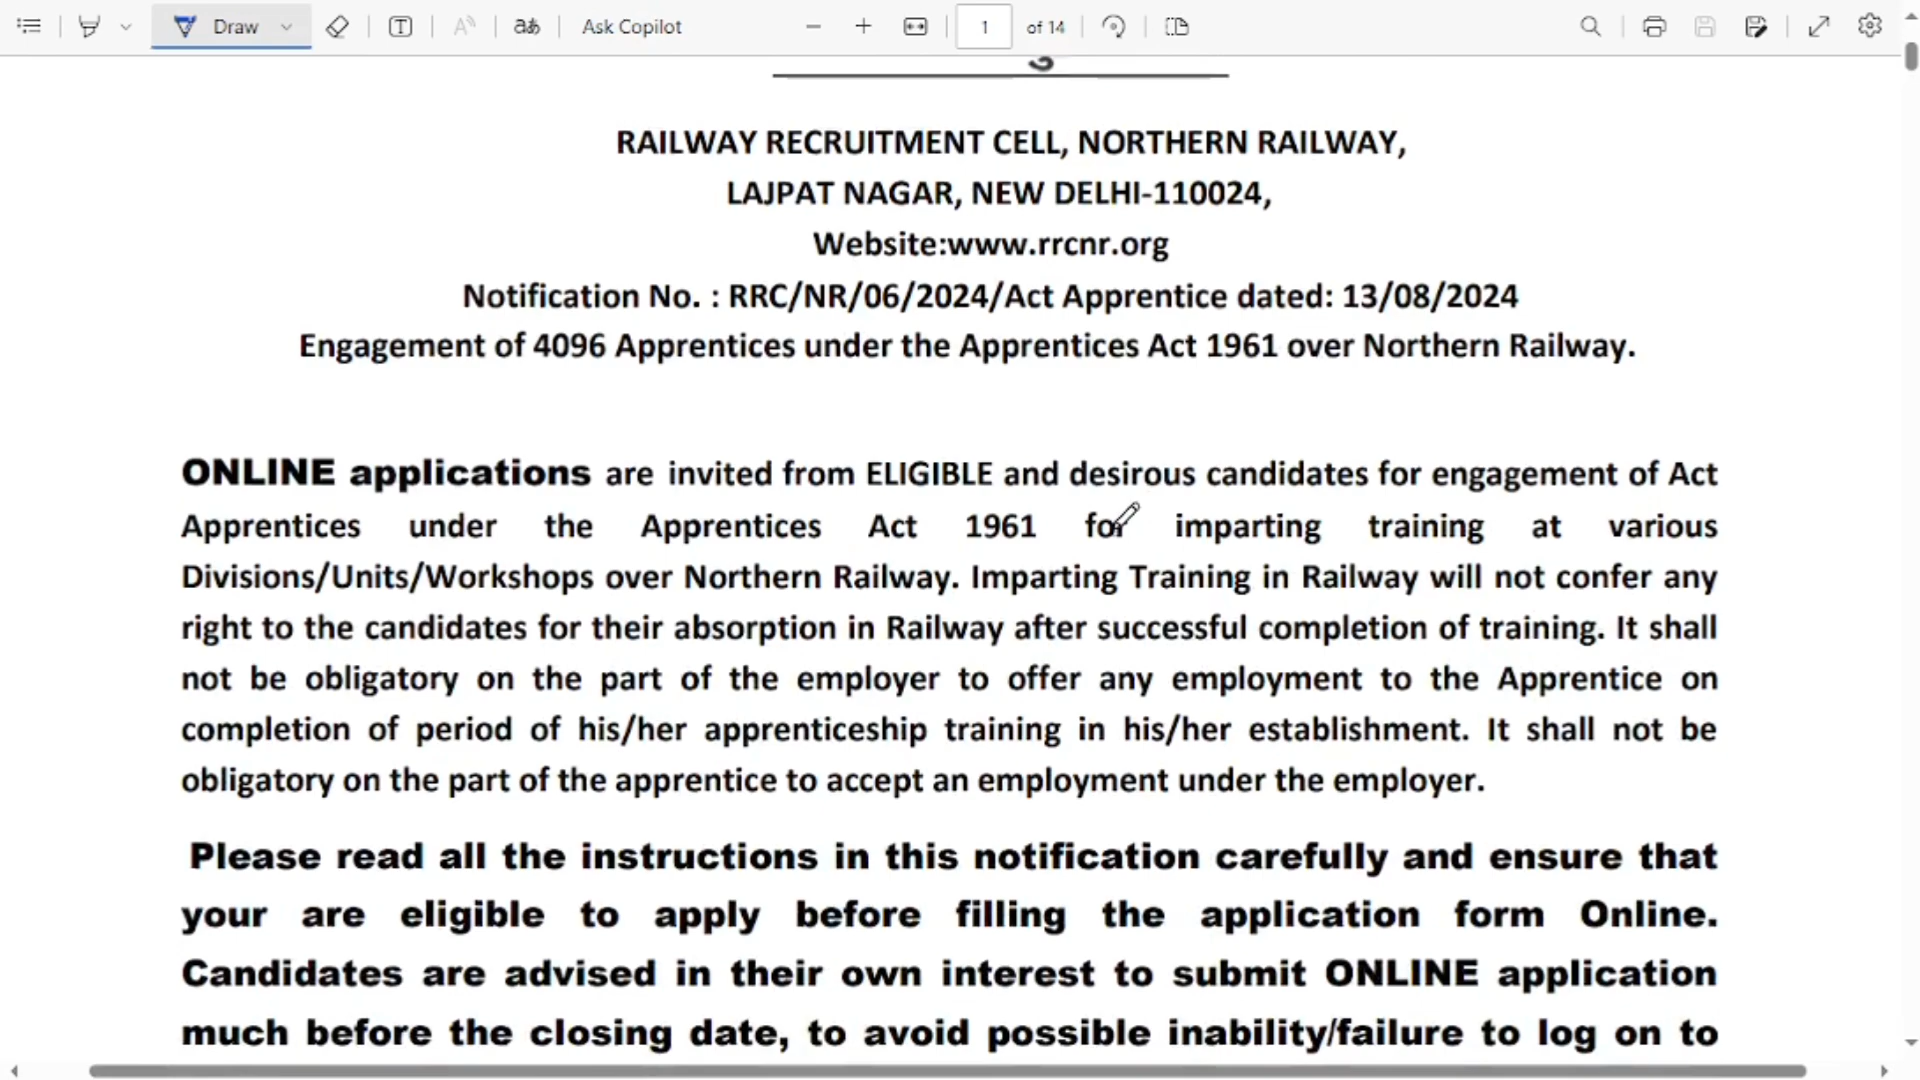 Draw
Ask Copilot
1 of 14
RAILWAY RECRUITMENT CELL, NORTHERN RAILWAY,
LAJPAT NAGAR, NEW DELHI-110024,
Website:www.rrcnr.org
Notification No. : RRC/NR/06/2024/Act Apprentice dated: 13/08/2024
Engagement of 4096 Apprentices under the Apprentices Act 1961 over Northern Railway.
ONLINE applications are invited from ELIGIBLE and desirous candidates for engagement of Act
Apprentices under the Apprentices Act 1961 for imparting training at various
Divisions/Units/Workshops over Northern Railway. Imparting Training in Railway will not confer any
right to the candidates for their absorption in Railway after successful completion of training. It shall
not be obligatory on the part of the employer to offer any employment to the Apprentice on
completion of period of his/her apprenticeship training in his/her establishment. It shall not be
obligatory on the part of the apprentice to accept an employment under the employer.
Please read all the instructions in this notification carefully and ensure that
your are eligible to apply before filling the application form Online.
Candidates are advised in their own interest to submit ONLINE application
much before the closing date, to avoid possible inability/failure to log on to